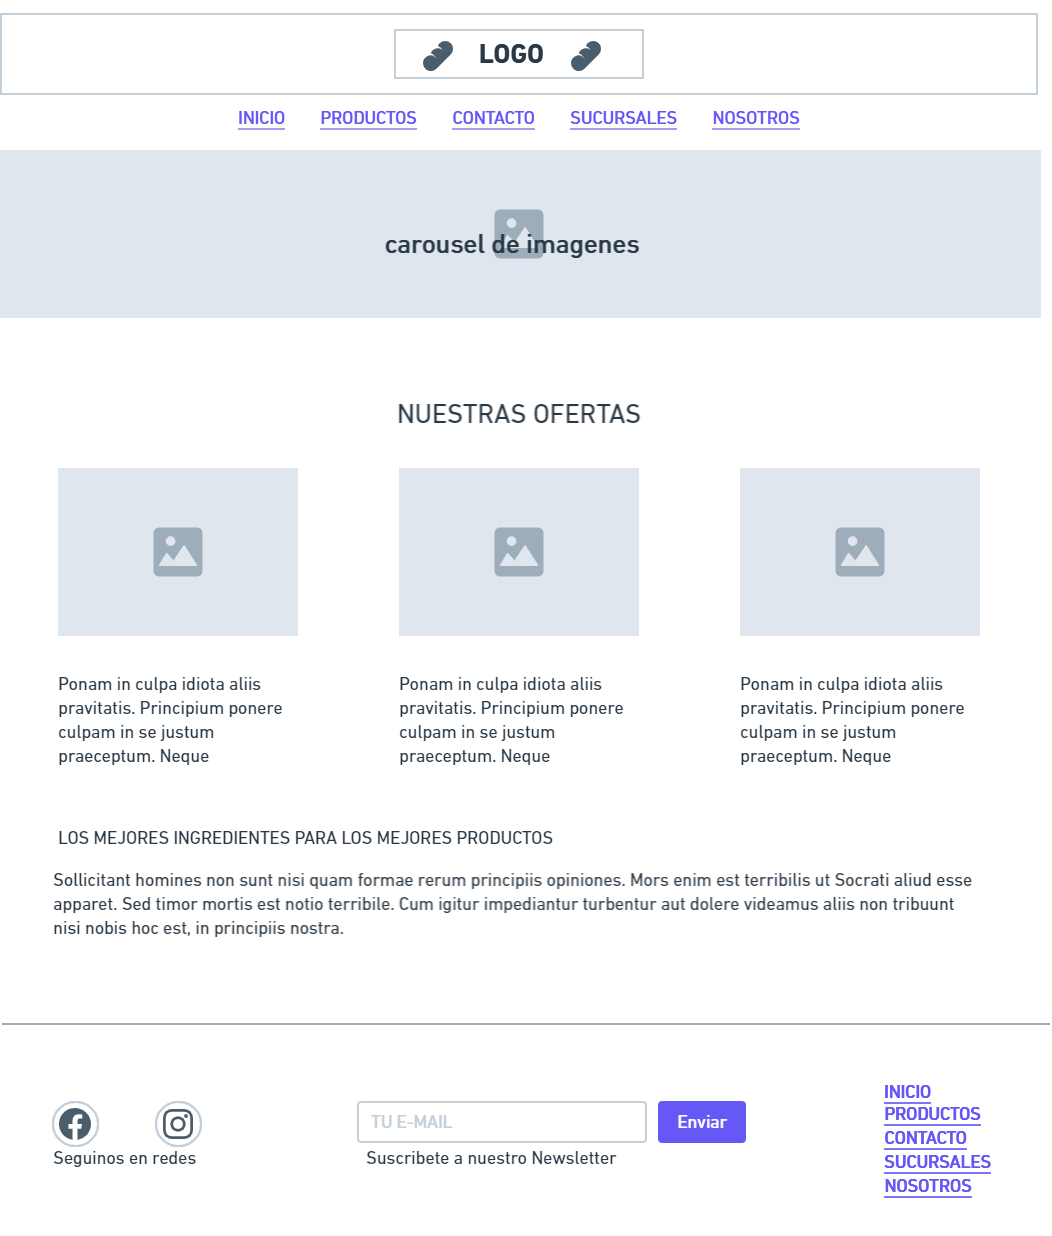 LOGO
INICIO PRODUCTOS CONTACTO SUCURSALES NOSOTROS
carousel de imagenes
NUESTRAS OFERTAS
Ponam in culpa idiota aliis
pravitatis. Principium ponere
culpam in se justum
praeceptum. Neque
Ponam in culpa idiota aliis
pravitatis. Principium ponere
culpam in se justum
praeceptum. Neque
Ponam in culpa idiota aliis
pravitatis. Principium ponere
culpam in se justum
praeceptum. Neque
LOS MEJORES INGREDIENTES PARA LOS MEJORES PRODUCTOS
Sollicitant homines non sunt nisi quam formae rerum principiis opiniones. Mors enim est terribilis ut Socrati aliud esse
apparet. Sed timor mortis est notio terribile. Cum igitur impediantur turbentur aut dolere videamus aliis non tribuunt
nisi nobis hoc est, in principiis nostra.
Seguinos en redes
TU E-MAIL
Enviar
Suscribete a nuestro Newsletter
INICIO
PRODUCTOS
CONTACTO
SUCURSALES
NOSOTROS